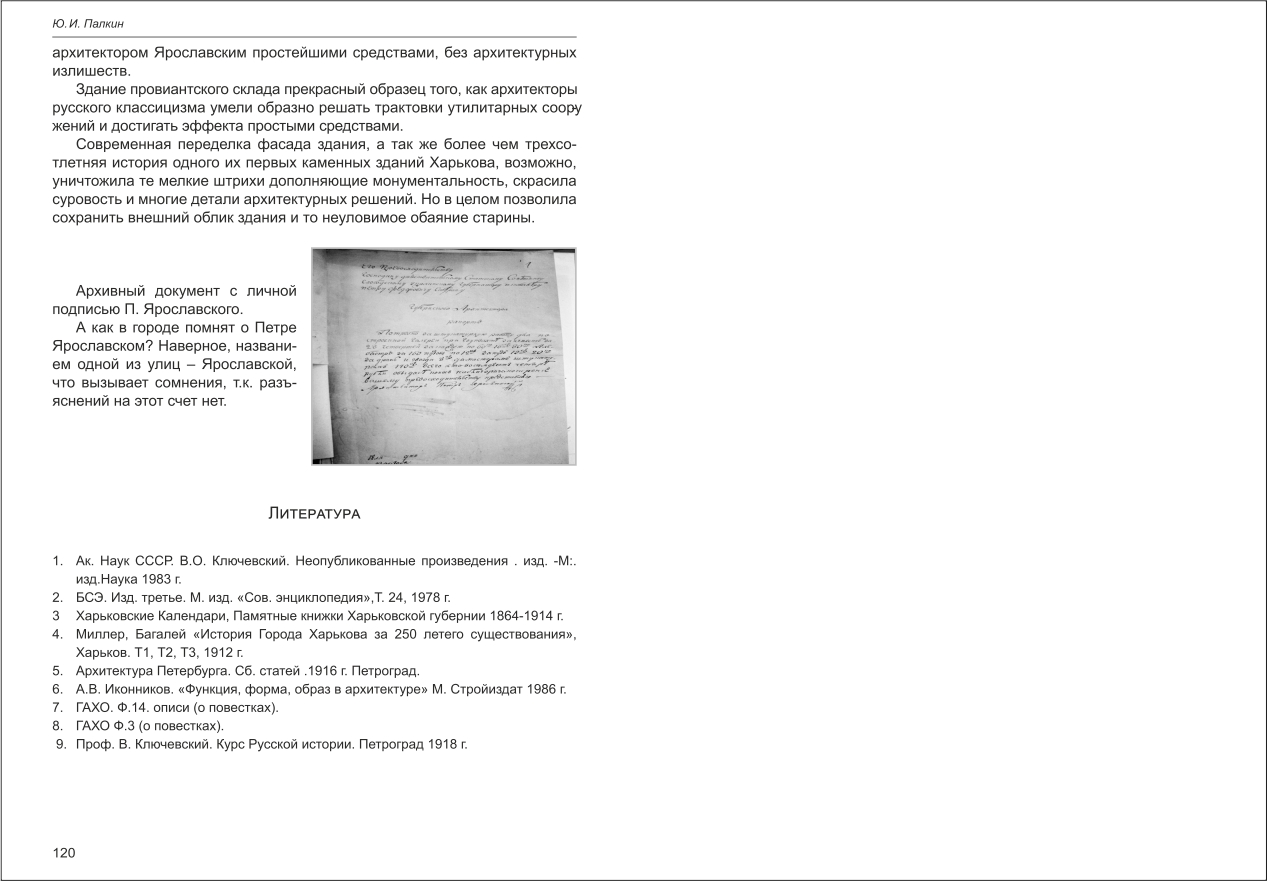 Ю. И. Палкин
архитектором Ярославским простейшими средствами, без архитектурных
излишеств.
Здание провиантского склада прекрасный образец того, как архитекторы
русского классицизма умели образно решать трактовки утилитарных соору-
жений и достигать эффекта простыми средствами.
Современная переделка фасада здания, а так же более чем трехсо-
тлетняя история одного их первых каменных зданий Харькова, возможно,
уничтожила те мелкие штрихи дополняющие монументальность, скрасила
суровость и многие детали архитектурных решений. Но в целом позволила
сохранить внешний облик здания и то неуловимое обаяние старины.
Архивный документ с личной
подписью П. Ярославского.
А как в городе помнят о Петре
Ярославском? Наверное, названи-
ем одной из улиц – Ярославской,
что вызывает сомнения, т.к. разъ-
яснений на этот счет нет.
Литература
1. Ак. Наук СССР. В.О. Ключевский. Неопубликованные произведения . изд. -М:.
изд.Наука 1983 г.
2. БСЭ. Изд. третье. М. изд. «Сов. энциклопедия»,Т. 24, 1978 г.
3 Харьковские Календари, Памятные книжки Харьковской губернии 1864-1914 г.
4. Миллер, Багалей «История Города Харькова за 250 летего существования»,
Харьков. Т1, Т2, Т3, 1912 г.
5. Архитектура Петербурга. Сб. статей .1916 г. Петроград.
6. А.В. Иконников. «Функция, форма, образ в архитектуре» М. Стройиздат 1986 г.
7. ГАХО. Ф.14. описи (о повестках).
8. ГАХО Ф.3 (о повестках).
9. Проф. В. Ключевский. Курс Русской истории. Петроград 1918 г.
120